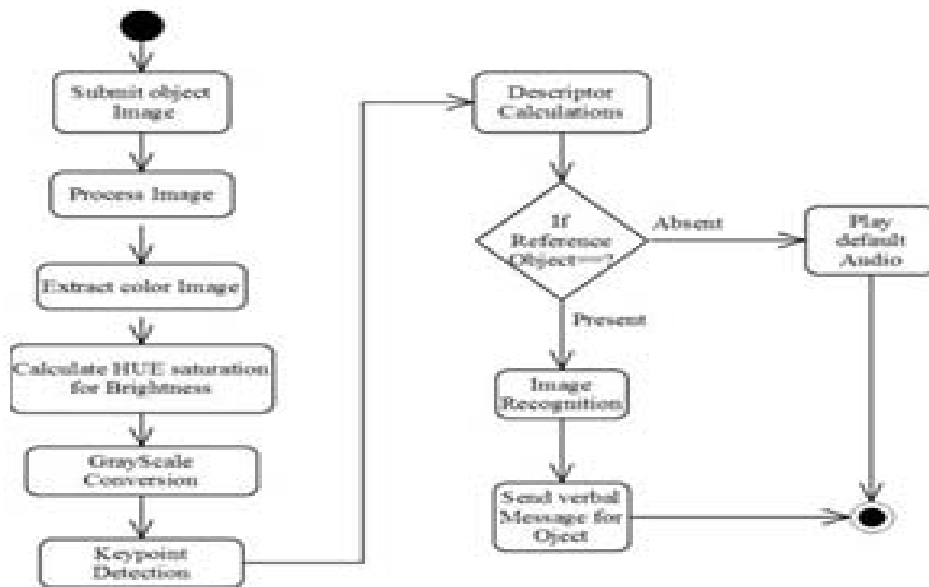 Submit object
Image
Process Image
Extract color Image
Calculate HUE saturation
for Brightness
GrayScale
Conversion
Keypoint
Detection
Descriptor
Calculations
If
Reference
Object==?
Absent
Play
default
Audio
Present
Image
Recognition
Send verbal
Message for
Oject